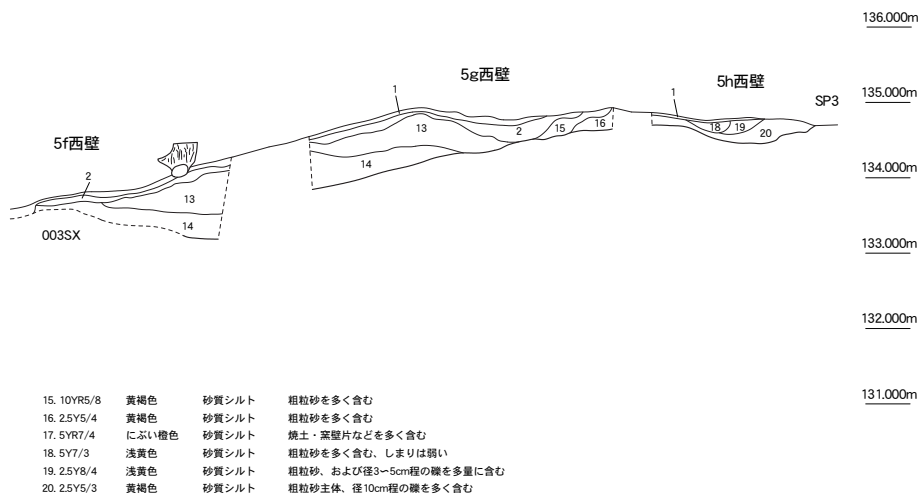 136.000m
5g西壁
5h西壁
1
1
135.000m
SP3
13
2
15
16
18
19
20
5f西壁
14
134.000m
2
13
14
003SX
133.000m
132.000m
131.000m
15. 10YR5/8 黄褐色 砂質シルト 粗粒砂を多く含む
16. 2.5Y5/4 黄褐色 砂質シルト 粗粒砂を多く含む
17. 5YR7/4 にぶい橙色 砂質シルト 焼土・窯壁片などを多く含む
18. 5Y7/3 浅黄色 砂質シルト 粗粒砂を多く含む、しまりは弱い
19. 2.5Y8/4 浅黄色 砂質シルト 粗粒砂、および径3〜5cm程の礫を多量に含む
20. 2.5Y5/3 黄褐色 砂質シルト 粗粒砂主体、径10cm程の礫を多く含む